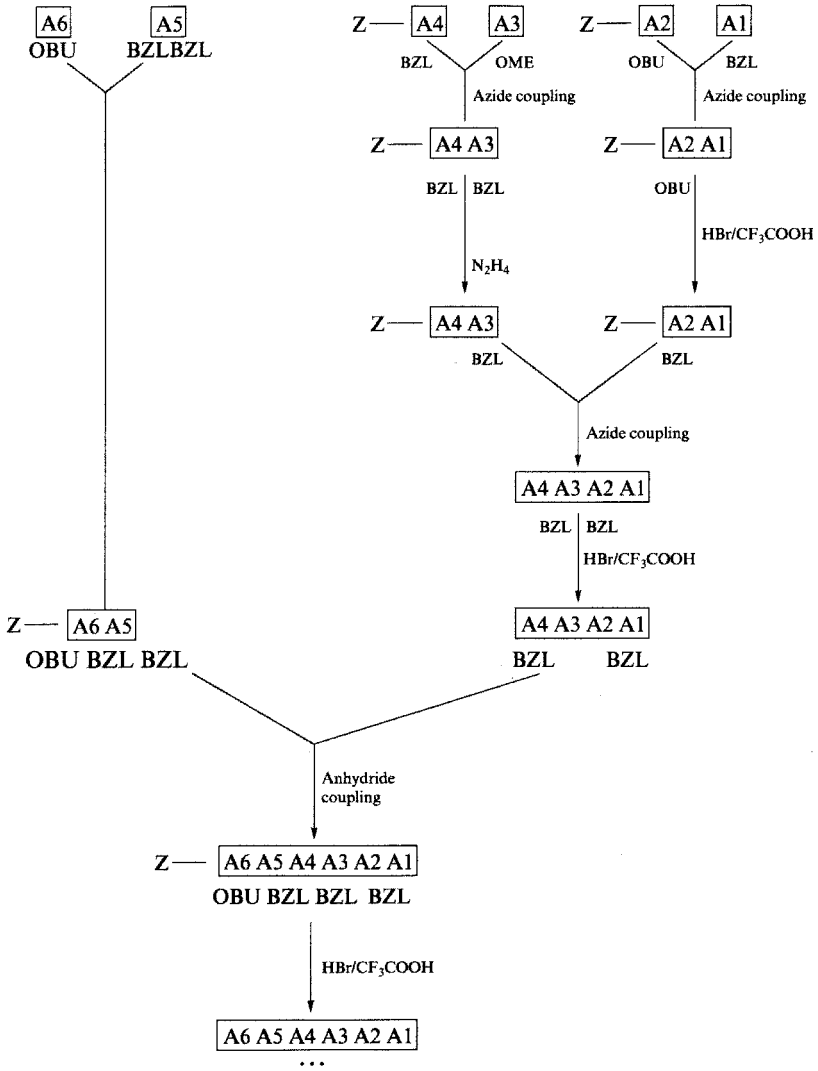 A6 A5 Z A4 A3 Z A2 A1
OBU BZLBZL BZL OME OBU BZL
Azide coupling Azide coupling
Z A4 A3 Z A2 A1
BZL BZL OBU
HBr/CF3COOH
N2H4
Z A4 A3 Z A2 A1
BZL BZL
Azide coupling
A4 A3 A2 A1
BZL BZL
HBr/CF3COOH
Z A6 A5 A4 A3 A2 A1
OBU BZL BZL BZL BZL
Anhydride
coupling
Z A6 A5 A4 A3 A2 A1
OBU BZL BZL BZL
HBr/CF3COOH
A6 A5 A4 A3 A2 A1
...